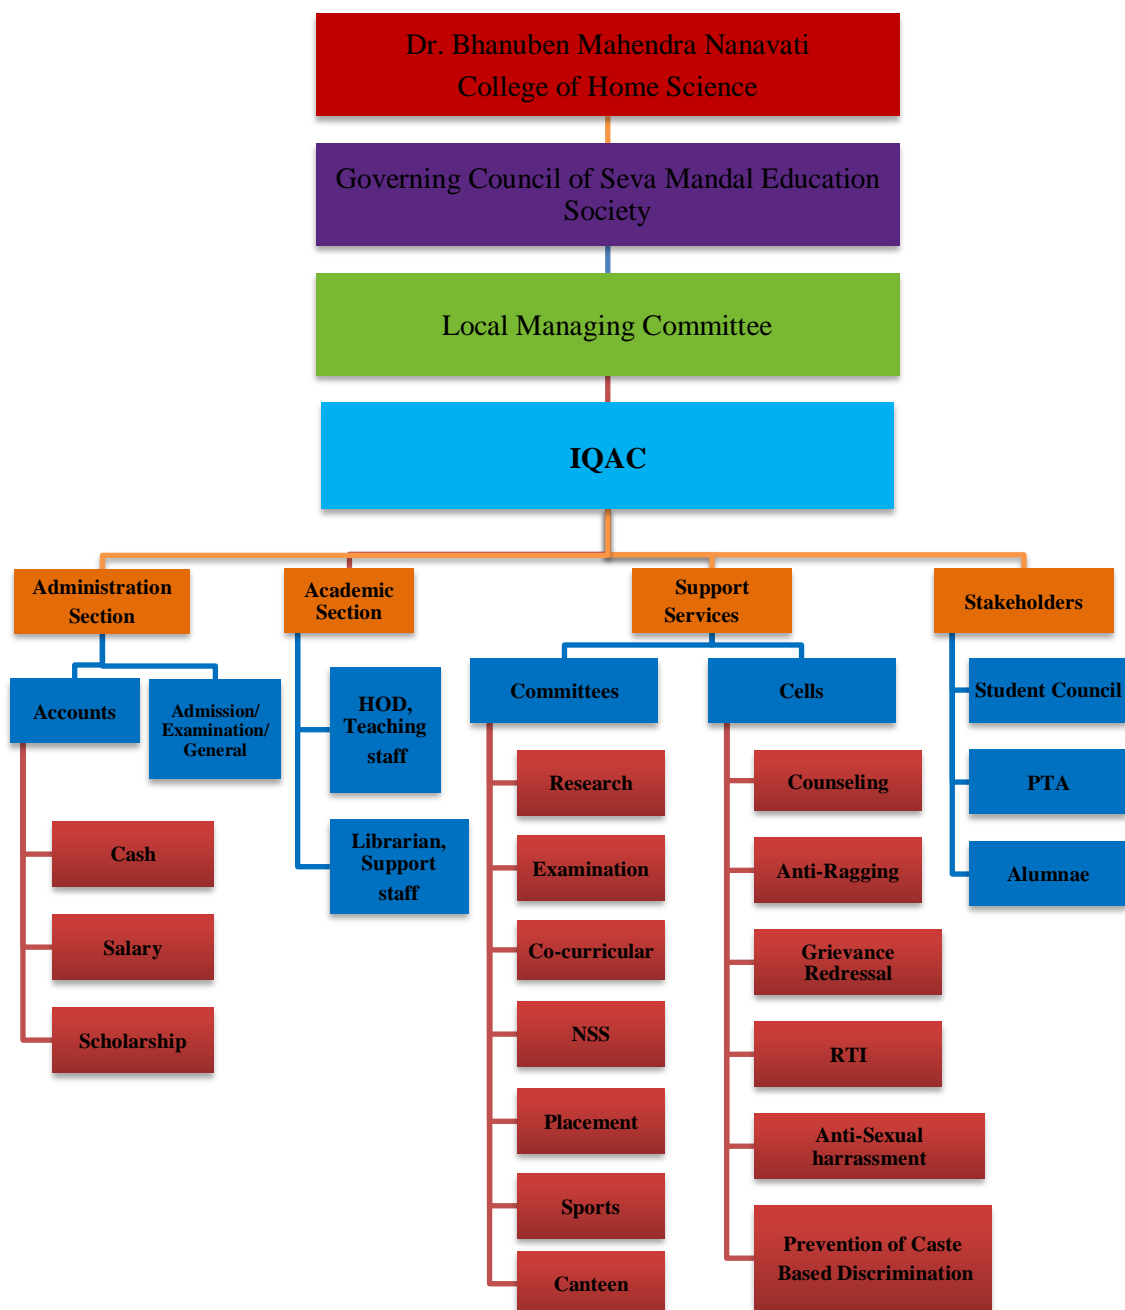 Dr. Bhanuben Mahendra Nanavati
College of Home Science
Governing Council of Seva Mandal Education
Society
Local Managing Committee
IQAC
Administration
Section
Academic
Section
Support
Services
Stakeholders
Accounts
Admission/
Examination/
General
HOD,
Teaching
staff
Librarian,
Support
staff
Committees
Cells
Student Council
PTA
Alumnae
Cash
Salary
Scholarship
Research
Examination
Co-curricular
NSS
Placement
Sports
Canteen
Counseling
Anti-Ragging
Grievance
Redressal
RTI
Anti-Sexual
harrassment
Prevention of Caste
Based Discrimination